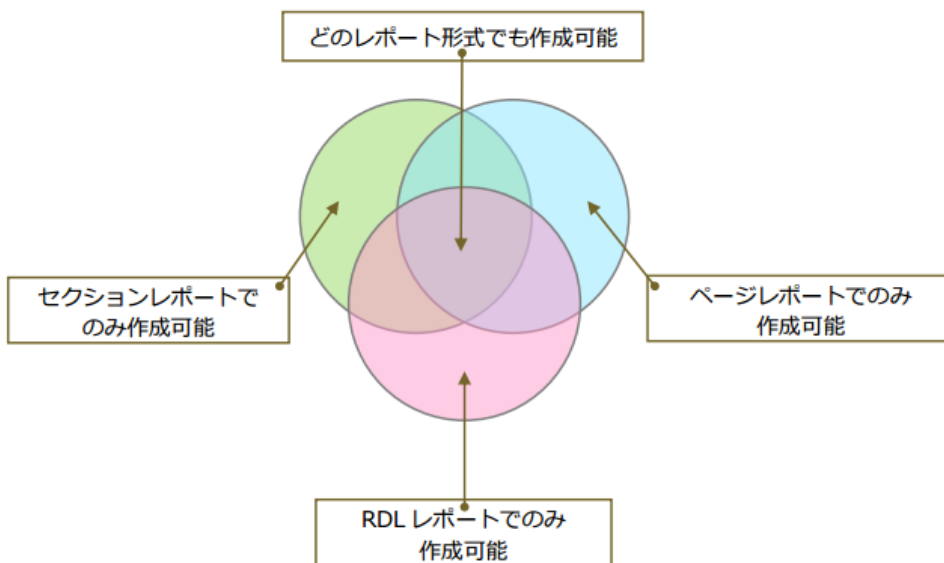 どのレポート形式でも作成可能
セクションレポートで
のみ作成可能
ページレポートでのみ
作成可能
RDL レポートでのみ
作成可能